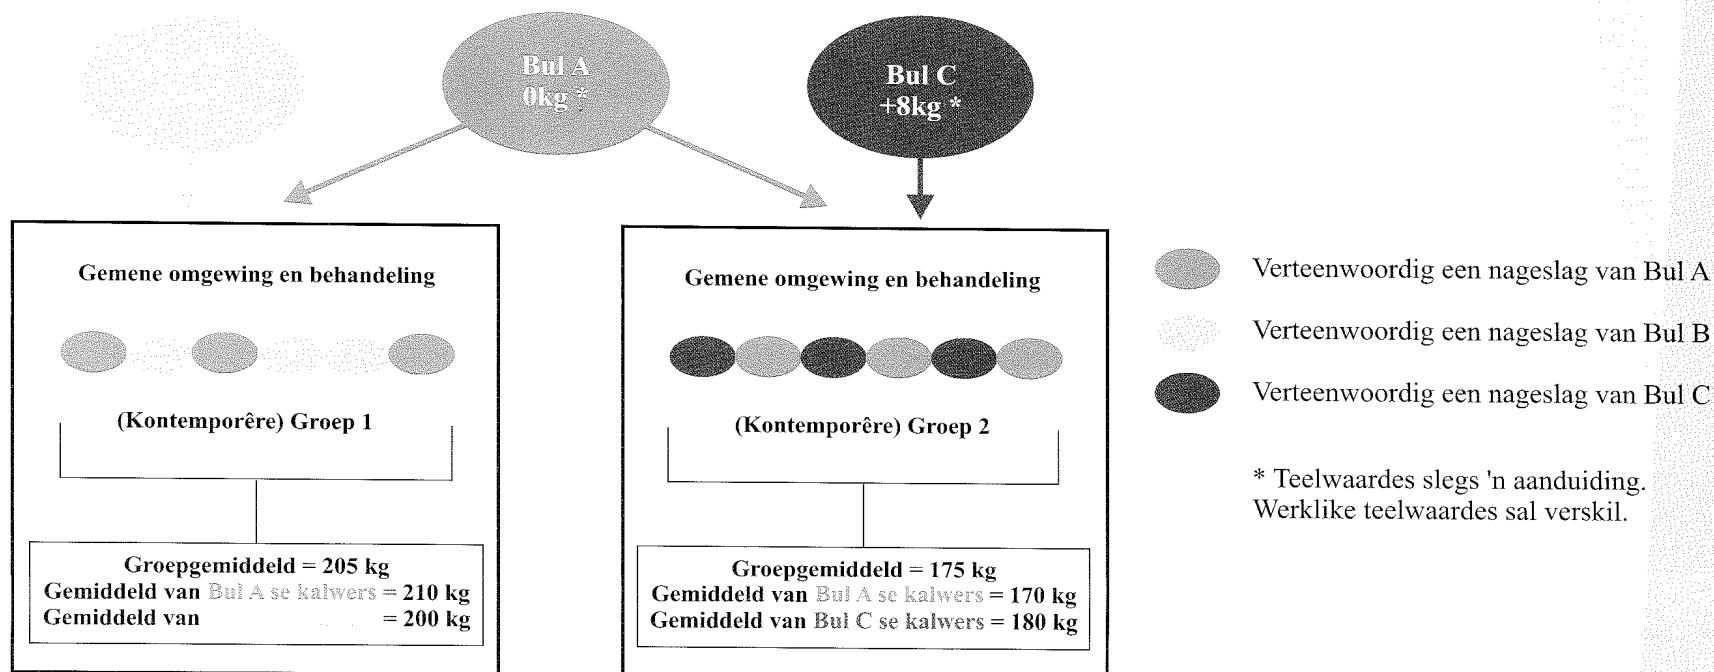 Bul A
0kg *
Bul C
+8kg *
Gemene omgewing en behandeling
(Kontemporêre) Groep 1
Groepgemiddeld = 205 kg
Gemiddeld van Bul A se kalwers = 210 kg
Gemiddeld van = 200 kg
Gemene omgewing en behandeling
(Kontemporêre) Groep 2
Groepgemiddeld = 175 kg
Gemiddeld van Bul A se kalwers = 170 kg
Gemiddeld van Bul C se kalwers = 180 kg
Verteenwoordig een nageslag van Bul A
Verteenwoordig een nageslag van Bul B
Verteenwoordig een nageslag van Bul C
* Teelwaardes slegs 'n aanduiding.
Werklike teelwaardes sal verskil.